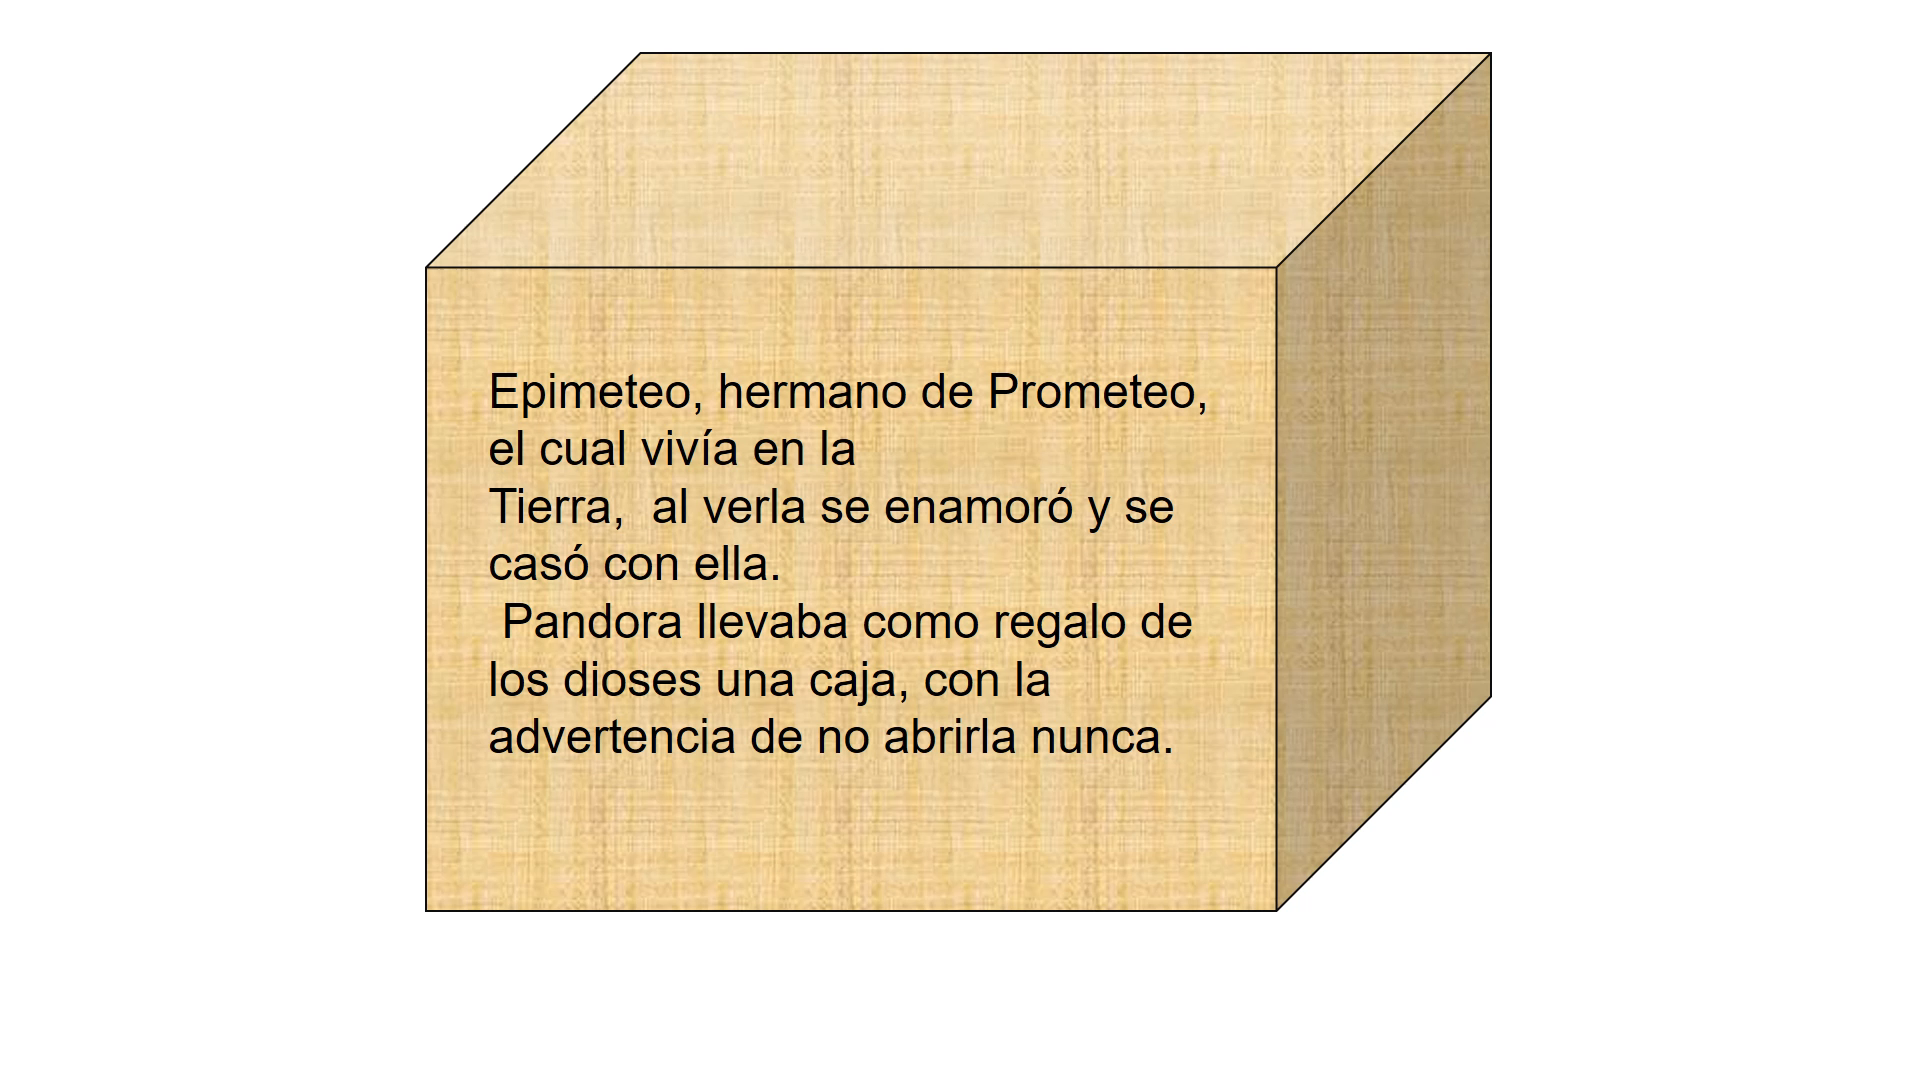 Epimeteo, hermano de Prometeo,
el cual vivía en la
Tierra,  al verla se enamoró y se
casó con ella.
 Pandora llevaba como regalo de
los dioses una caja, con la
advertencia de no abrirla nunca.